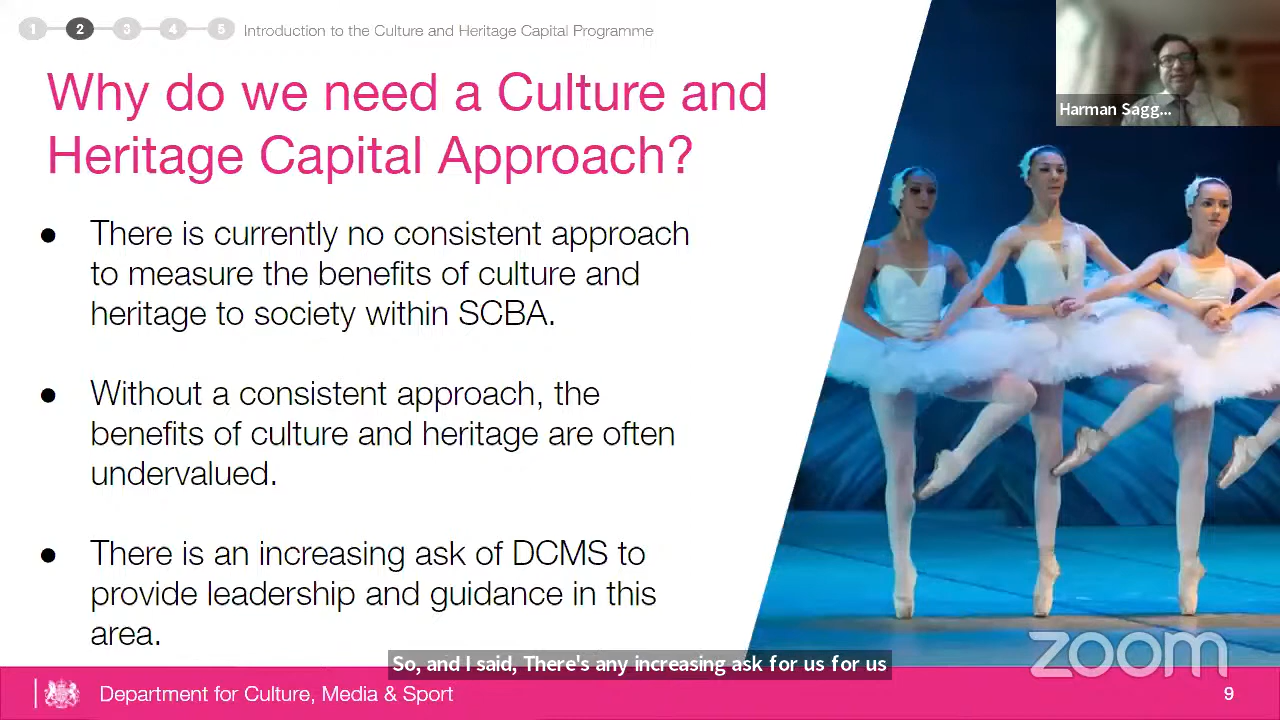 1 2 3 4 5 Introduction to the Culture and Heritage Capital Programme
Harman Sagg...
Why do we need a Culture and
Heritage Capital Approach?
● There is currently no consistent approach
to measure the benefits of culture and
heritage to society within SCBA.
● Without a consistent approach, the
benefits of culture and heritage are often
undervalued.
● There is an increasing ask of DCMS to
provide leadership and guidance in this
area.
So, and I said, There's any increasing ask for us for us
zoom
Department for Culture, Media & Sport
9